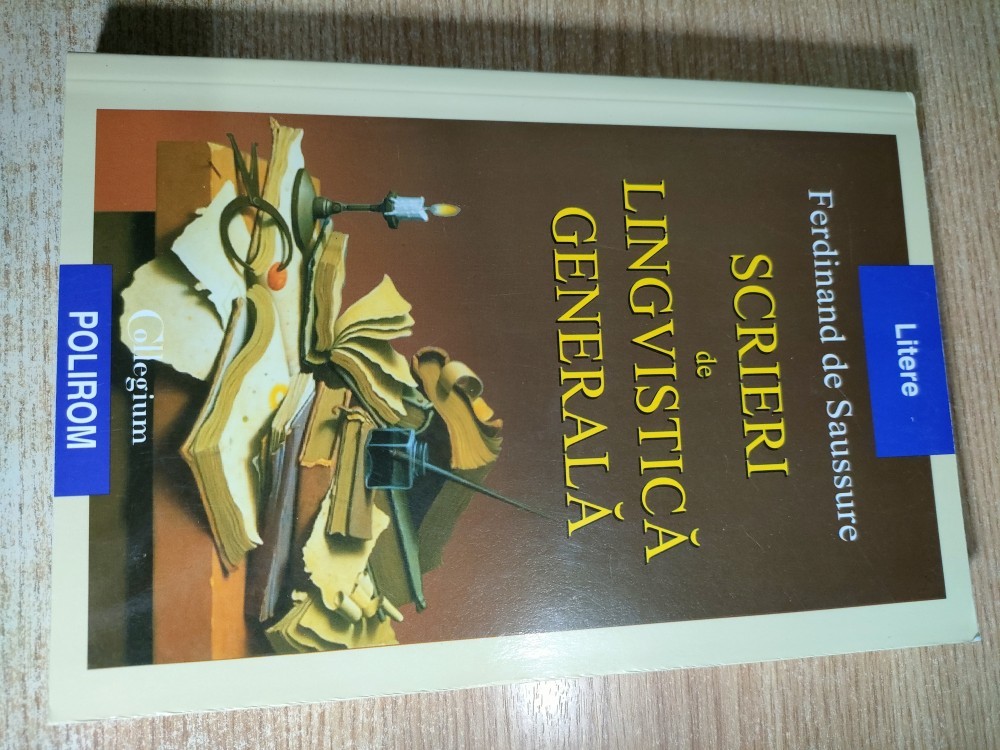 Litere
Ferdinand de Saussure
SCRIERI
de
LINGVISTICĂ
GENERALĂ
Collegium
POLIROM